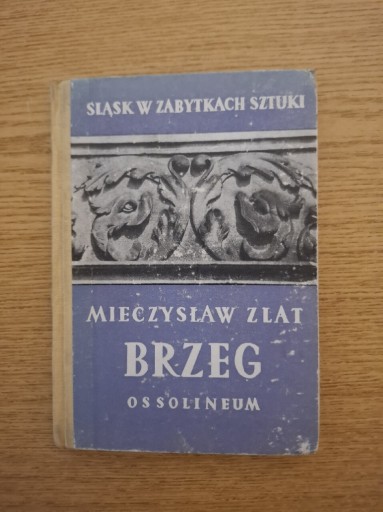 ŚLĄSK W ZABYTKACH SZTUKI
MIECZYSŁAW ZLAT
BRZEG
OSSOLINEUM